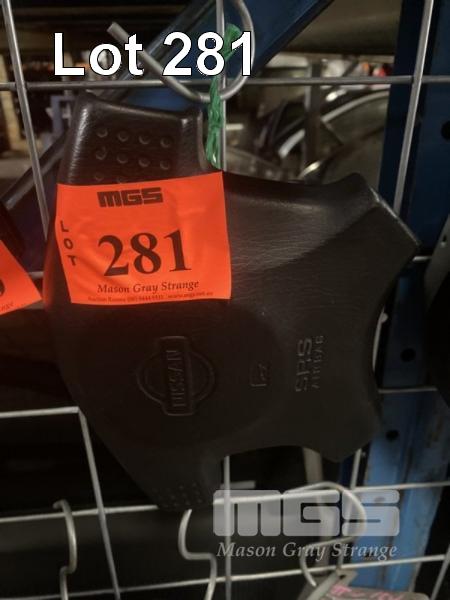 Lot 281
MGS
LOT
281
Mason Gray Strange
NISSAN
SRS
AIRBAG
MGS
Mason Gray Strange